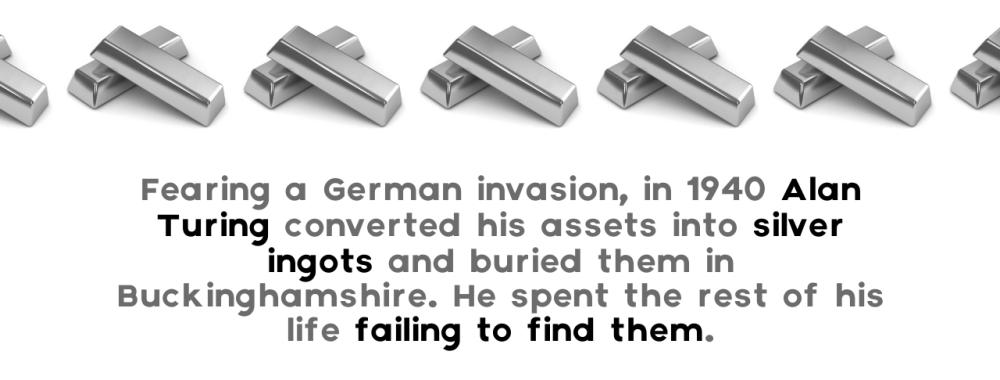 Fearing a German invasion, in 1940 Alan
Turing converted his assets into silver
ingots and buried them in
Buckinghamshire. He spent the rest of his
life failing to find them.